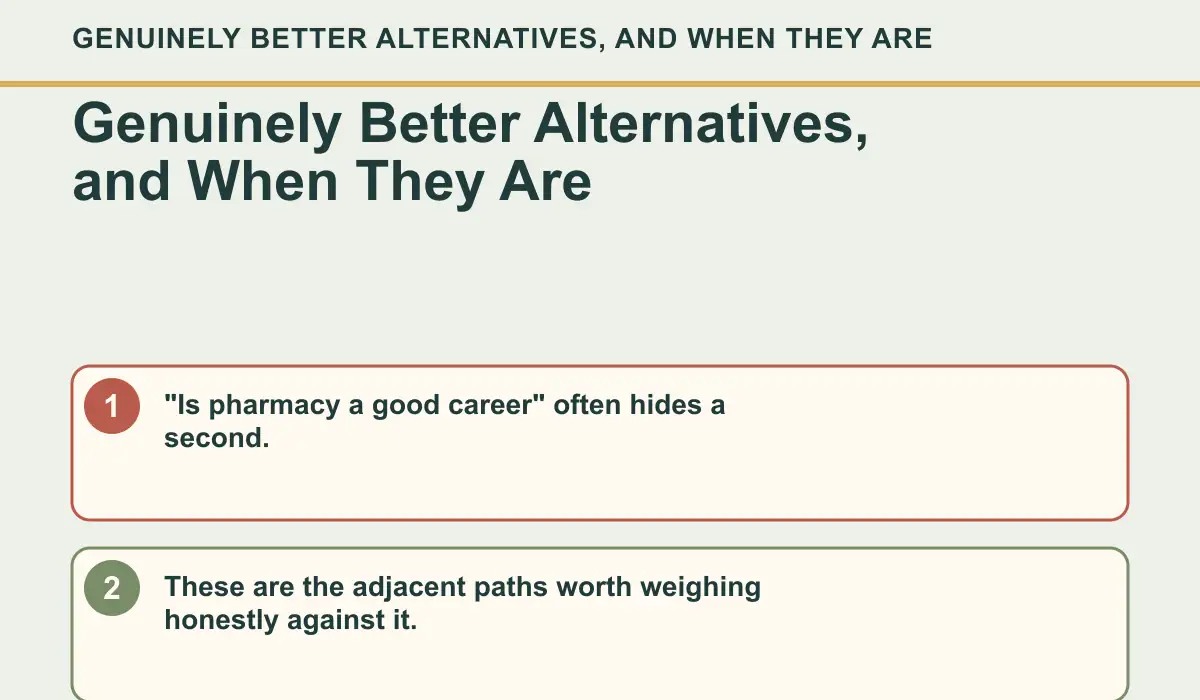 GENUINELY BETTER ALTERNATIVES, AND WHEN THEY ARE
Genuinely Better Alternatives,
and When They Are
1
"Is pharmacy a good career" often hides a
second.
2
These are the adjacent paths worth weighing
honestly against it.